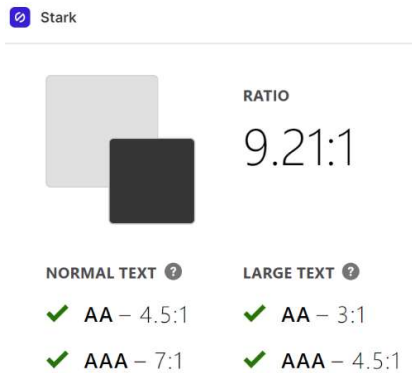 Stark
RATIO
9.21:1
NORMAL TEXT ?
AA – 4.5:1
AAA – 7:1
LARGE TEXT ?
AA – 3:1
AAA – 4.5:1